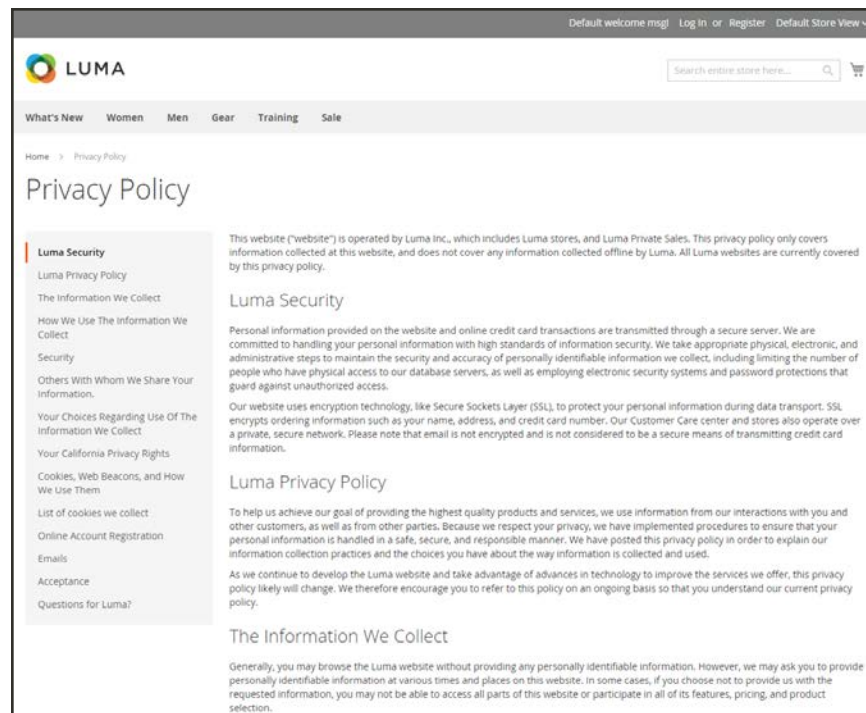 Default welcome msg! Log In or Register Default Store View
LUMA
Search entire store here...
What's New Women Men Gear Training Sale
Home > Privacy Policy
Privacy Policy
Luma Security
Luma Privacy Policy
The Information We Collect
How We Use The Information We
Collect
Security
Others With Whom We Share Your
Information.
Your Choices Regarding Use Of The
Information We Collect
Your California Privacy Rights
Cookies, Web Beacons, and How
We Use Them
List of cookies we collect
Online Account Registration
Emails
Acceptance
Questions for Luma?
This website ("website") is operated by Luma Inc., which includes Luma stores, and Luma Private Sales. This privacy policy only covers
information collected at this website, and does not cover any information collected offline by Luma. All Luma websites are currently covered
by this privacy policy.
Luma Security
Personal information provided on the website and online credit card transactions are transmitted through a secure server. We are
committed to handling your personal information with high standards of information security. We take appropriate physical, electronic, and
administrative steps to maintain the security and accuracy of personally identifiable information we collect, including limiting the number of
people who have physical access to our database servers, as well as employing electronic security systems and password protections that
guard against unauthorized access.
Our website uses encryption technology, like Secure Sockets Layer (SSL), to protect your personal information during data transport. SSL
encrypts ordering information such as your name, address, and credit card number. Our Customer Care center and stores also operate over
a private, secure network. Please note that email is not encrypted and is not considered to be a secure means of transmitting credit card
information.
Luma Privacy Policy
To help us achieve our goal of providing the highest quality products and services, we use information from our interactions with you and
other customers, as well as from other parties. Because we respect your privacy, we have implemented procedures to ensure that your
personal information is handled in a safe, secure, and responsible manner. We have posted this privacy policy in order to explain our
information collection practices and the choices you have about the way information is collected and used.
As we continue to develop the Luma website and take advantage of advances in technology to improve the services we offer, this privacy
policy likely will change. We therefore encourage you to refer to this policy on an ongoing basis so that you understand our current privacy
policy.
The Information We Collect
Generally, you may browse the Luma website without providing any personally identifiable information. However, we may ask you to provide
personally identifiable information at various times and places on this website. In some cases, if you choose not to provide us with the
requested information, you may not be able to access all parts of this website or participate in all of its features, pricing, and product
selection.